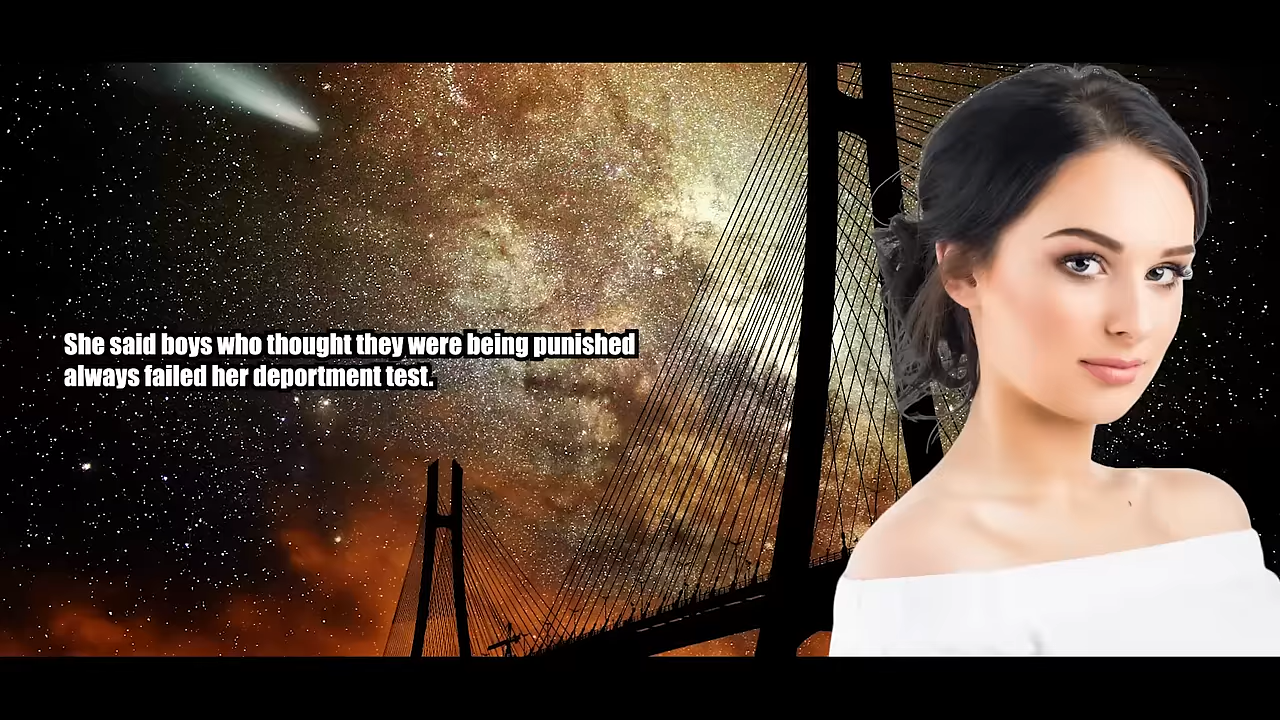 She said boys who thought they were being punished
always failed her deportment test.